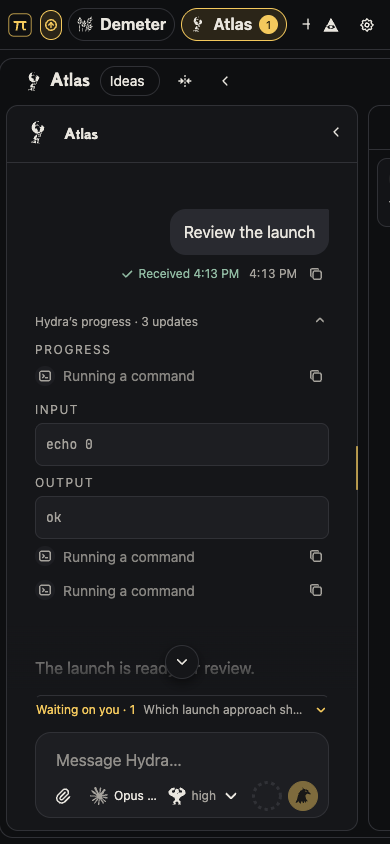 π
Demeter
Atlas 1
Atlas Ideas
Atlas
Review the launch
Received 4:13 PM 4:13 PM
Hydra's progress · 3 updates
PROGRESS
Running a command
INPUT
echo 0
OUTPUT
ok
Running a command
Running a command
The launch is read r review.
Waiting on you · 1 Which launch approach sh...
Message Hydra...
Opus ... high